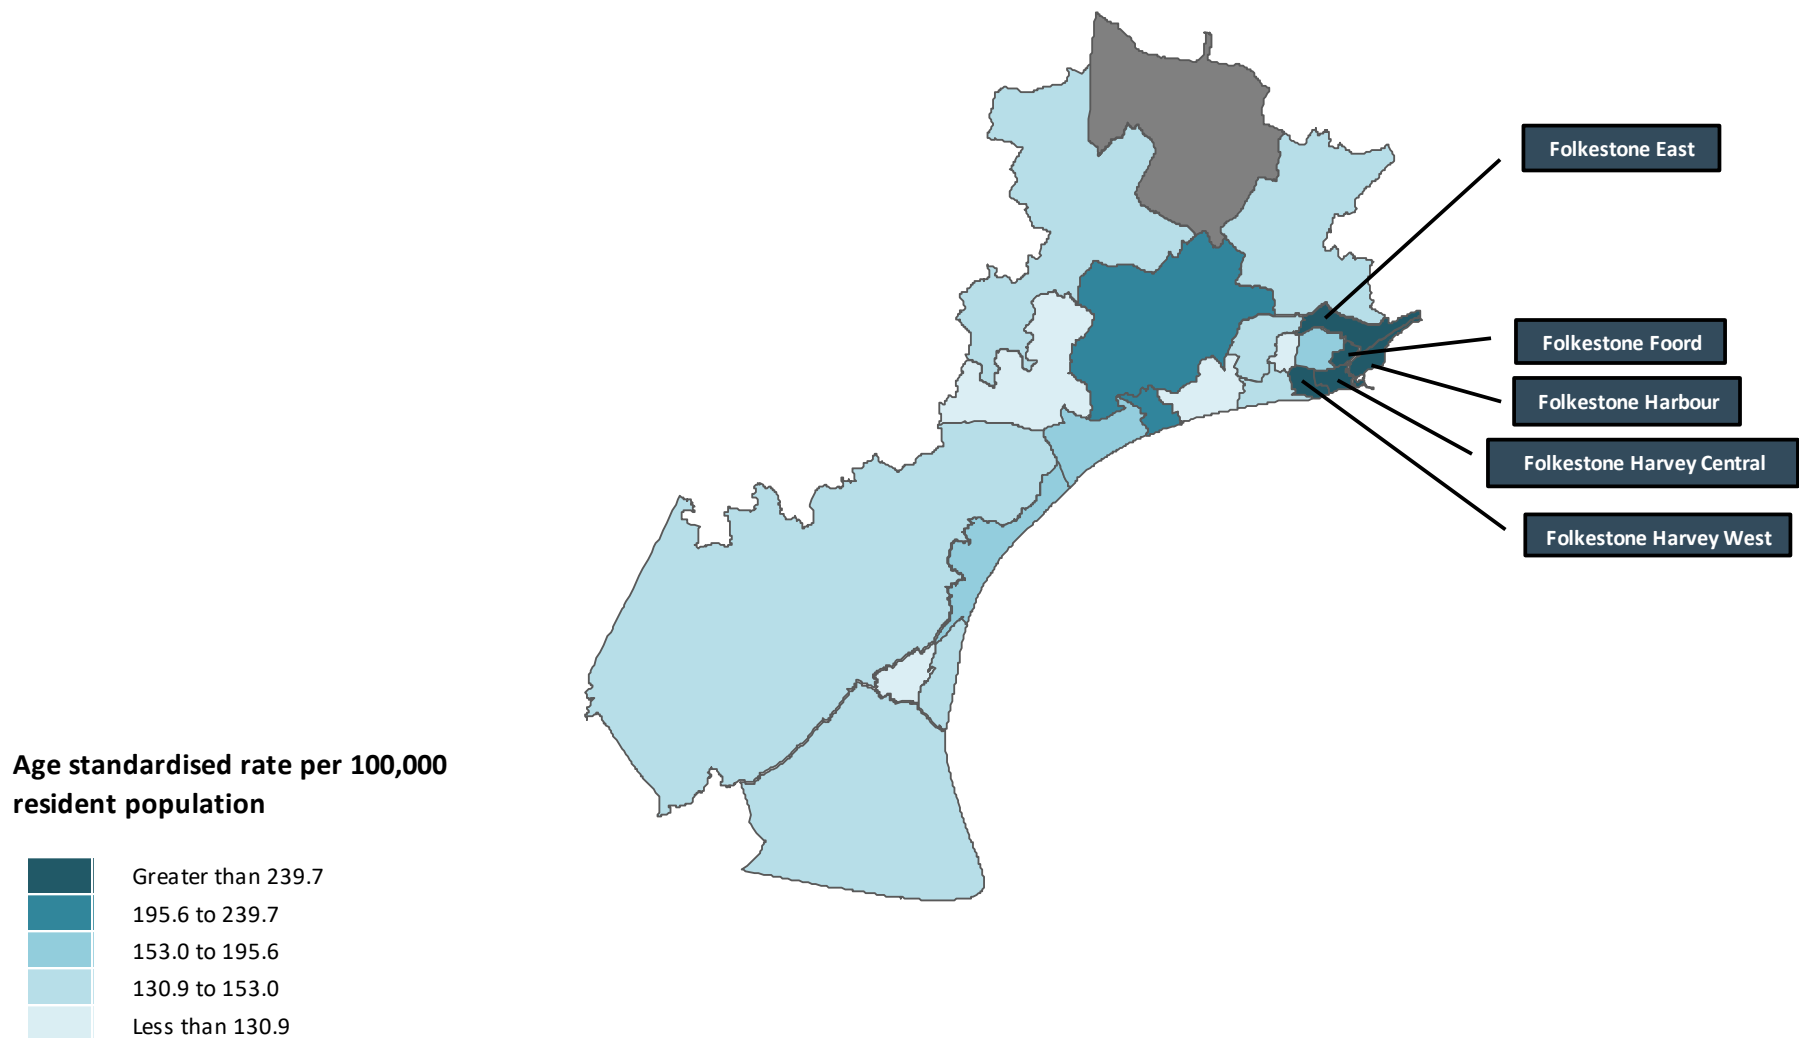 Folkestone East
Folkestone Foord
Folkestone Harbour
Folkestone Harvey Central
Folkestone Harvey West
Age standardised rate per 100,000
resident population
Greater than 239.7
195.6 to 239.7
153.0 to 195.6
130.9 to 153.0
Less than 130.9